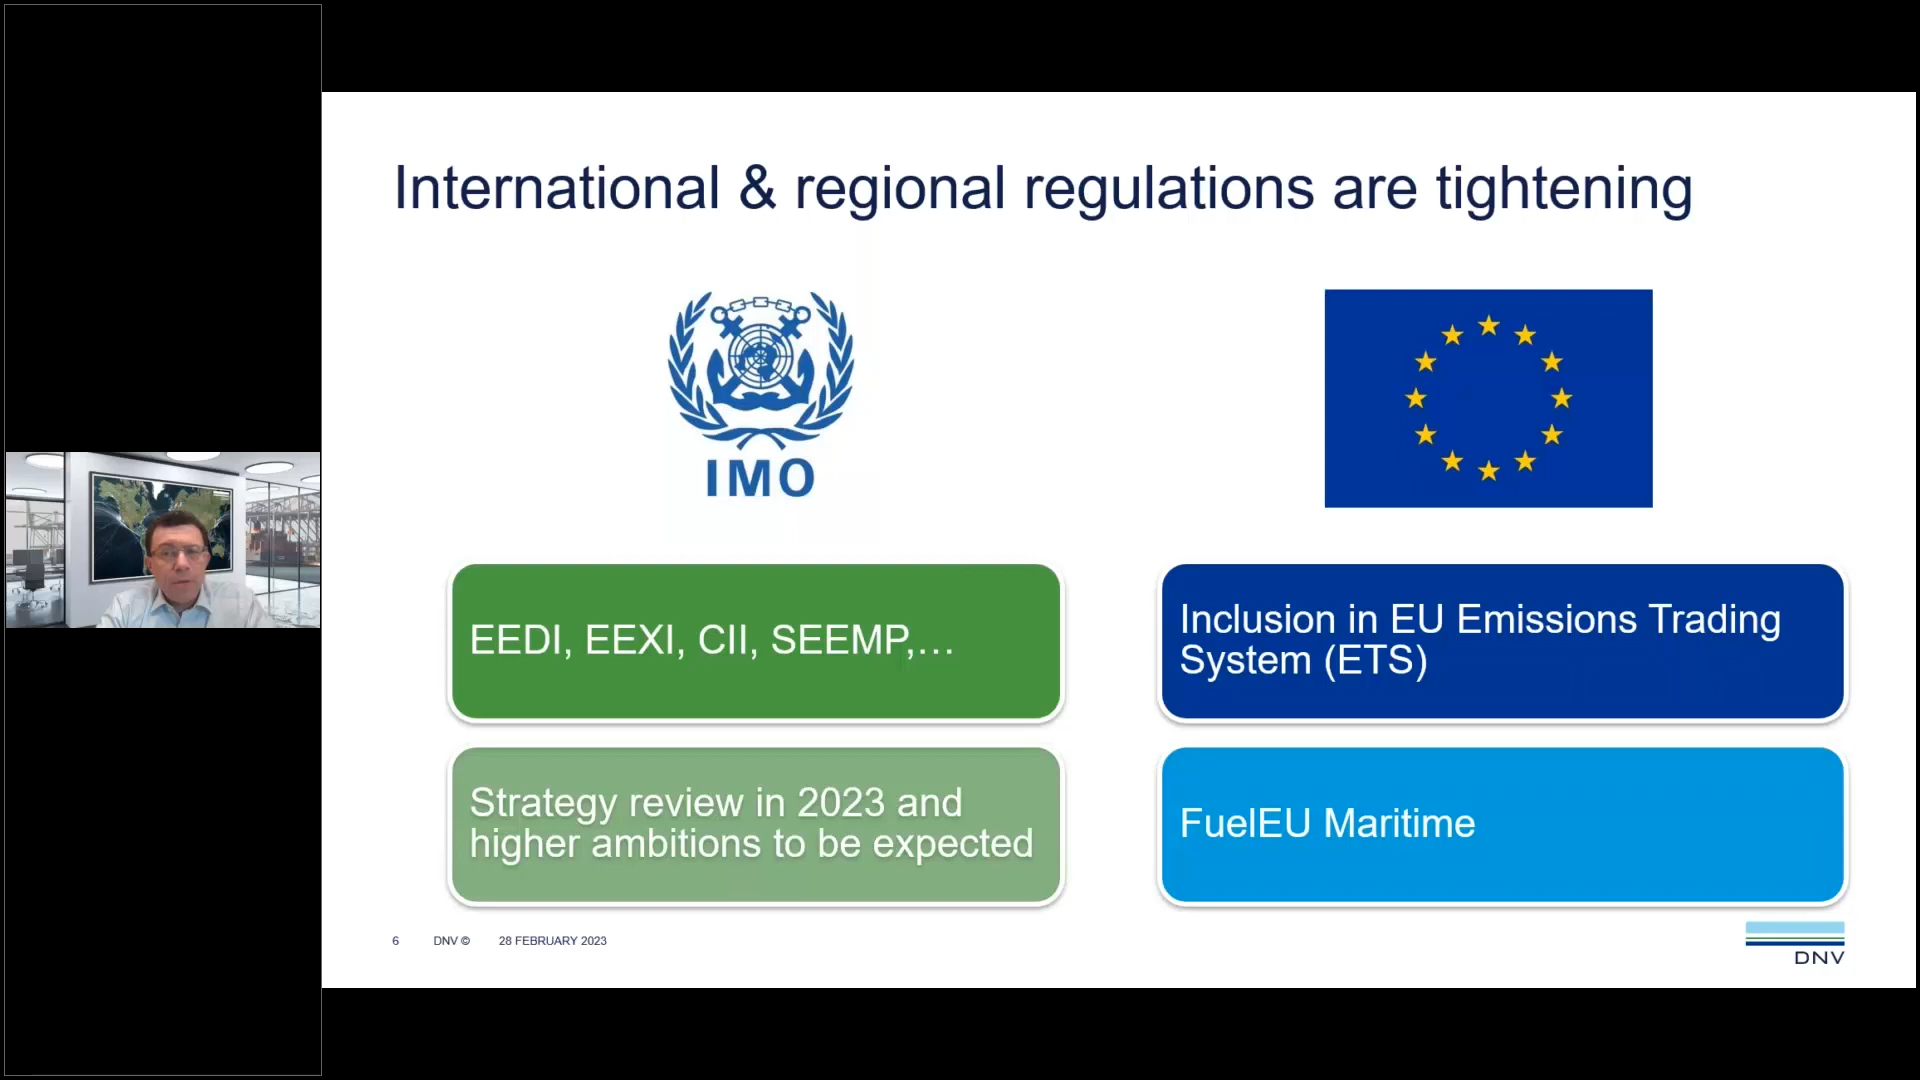 International & regional regulations are tightening
IMO
EEDI, EEXI, CII, SEEMP,…
Strategy review in 2023 and
higher ambitions to be expected
Inclusion in EU Emissions Trading
System (ETS)
FuelEU Maritime
6 DNV © 28 FEBRUARY 2023
DNV